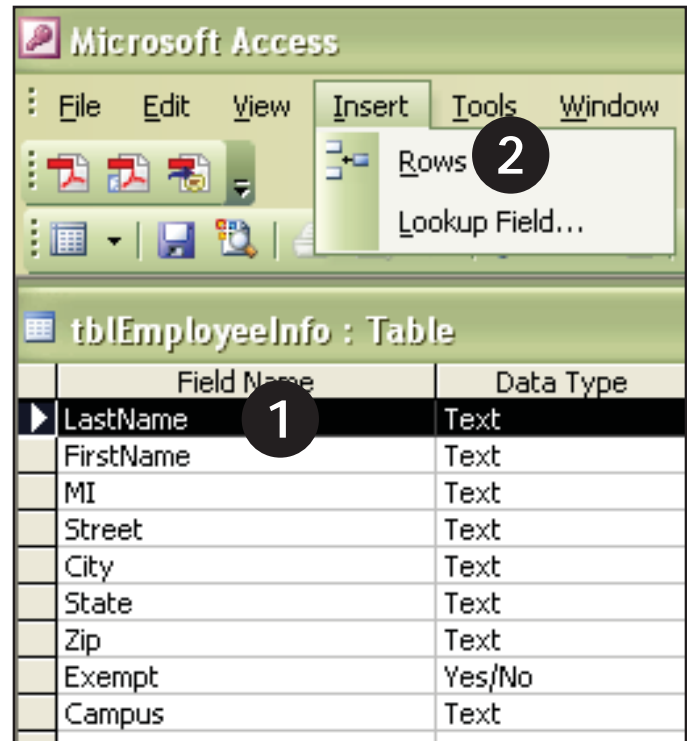 Microsoft Access
File Edit View Insert Tools Window
Rows 2
Lookup Field...
tblEmployeeInfo : Table
Field Name Data Type
1
LastName Text
FirstName Text
MI Text
Street Text
City Text
State Text
Zip Text
Exempt Yes/No
Campus Text